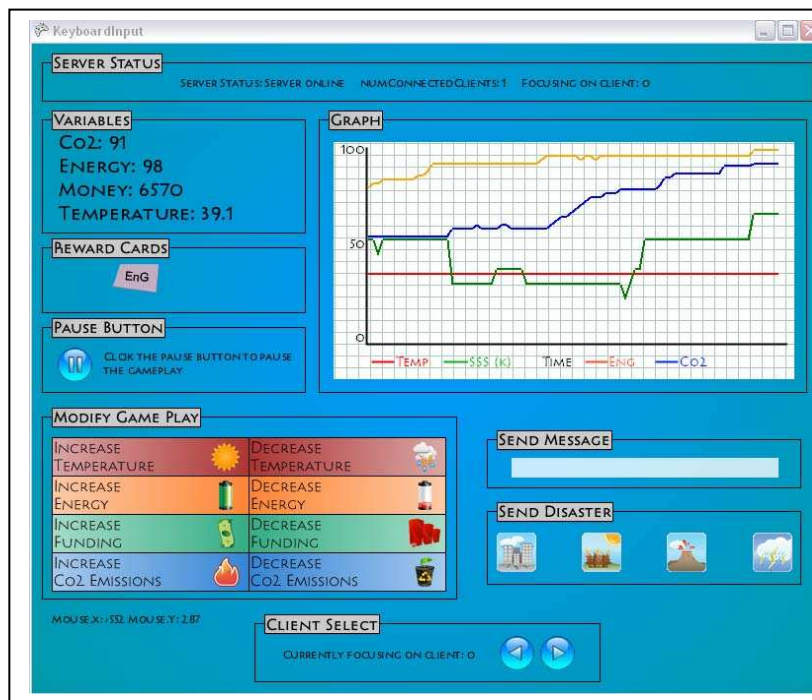 KeyboardInput
Server Status
Server Status: Server online numConnectedClients: 1 Focusing on client: 0
Variables
Co2: 91
Energy: 98
Money: 6570
Temperature: 39.1
Reward Cards
EnG
Pause Button
Click the pause button to pause
the gameplay
Graph
100
50
0
Temp $$$ (K) Time Eng Co2
Modify Game Play
Increase
Temperature
Decrease
Temperature
Increase
Energy
Decrease
Energy
Increase
Funding
Decrease
Funding
Increase
Co2 Emissions
Decrease
Co2 Emissions
Send Message
Send Disaster
Client Select
Currently focusing on client: 0